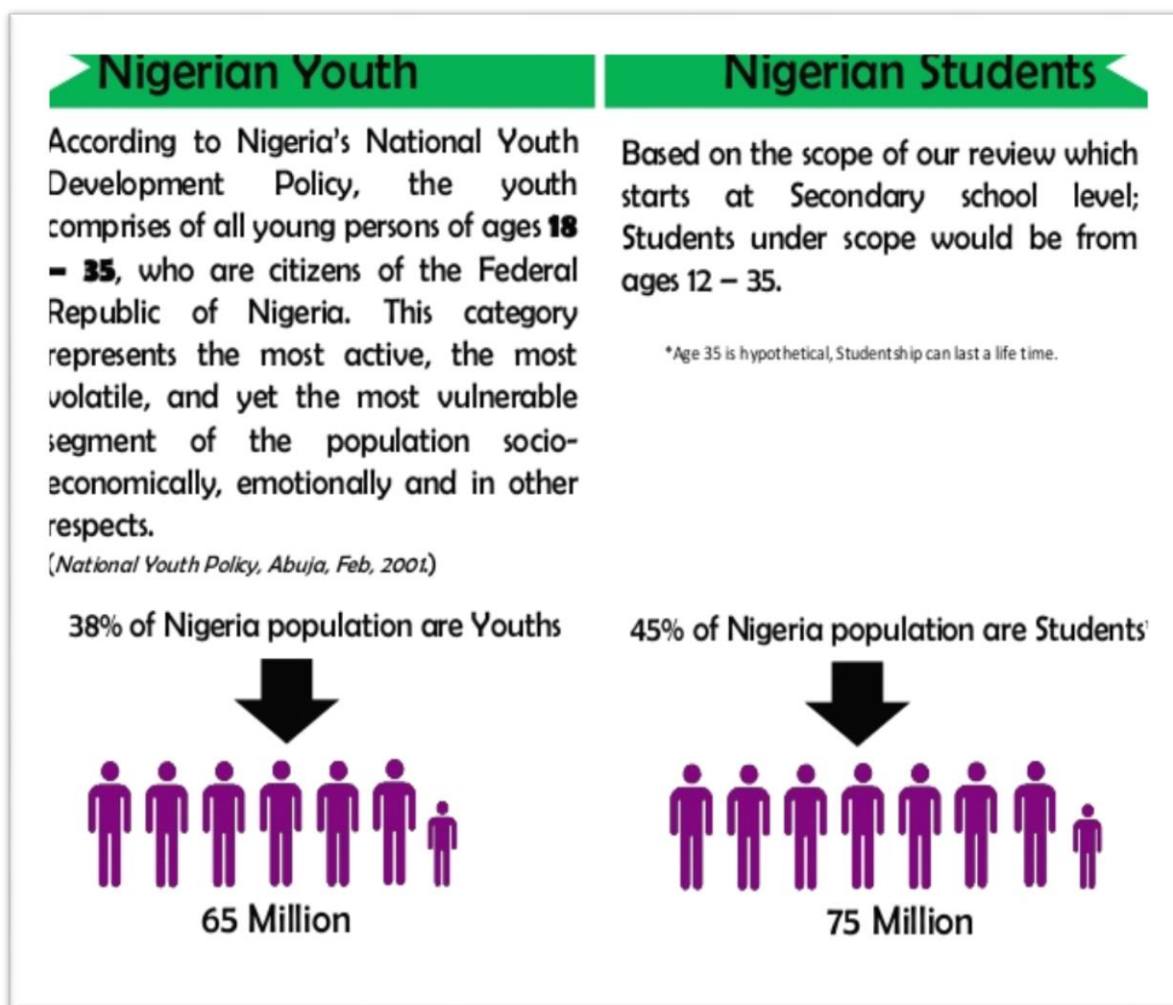 Nigerian Youth
According to Nigeria's National Youth
Development Policy, the youth
comprises of all young persons of ages 18
– 35, who are citizens of the Federal
Republic of Nigeria. This category
represents the most active, the most
volatile, and yet the most vulnerable
segment of the population socio-
economically, emotionally and in other
respects.
(National Youth Policy, Abuja, Feb, 2001.)
38% of Nigeria population are Youths
65 Million
Nigerian Students
Based on the scope of our review which
starts at Secondary school level;
Students under scope would be from
ages 12 – 35.
*Age 35 is hypothetical, Studentship can last a life time.
45% of Nigeria population are Students
75 Million